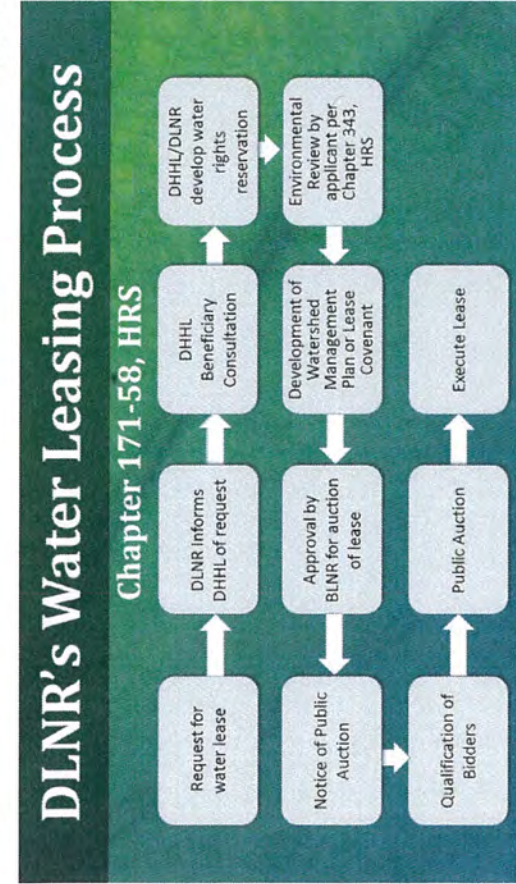 DLNR's Water Leasing Process
Chapter 171-58, HRS
Request for
water lease
DLNR Informs
DHHL of request
DHHL
Beneficiary
Consultation
DHHL/DLNR
develop water
rights
reservation
Environmental
Review by
applicant per
Chapter 343,
HRS
Development of
Watershed
Management
Plan or Lease
Covenant
Approval by
BLNR for auction
of lease
Notice of Public
Auction
Qualification of
Bidders
Public Auction
Execute Lease